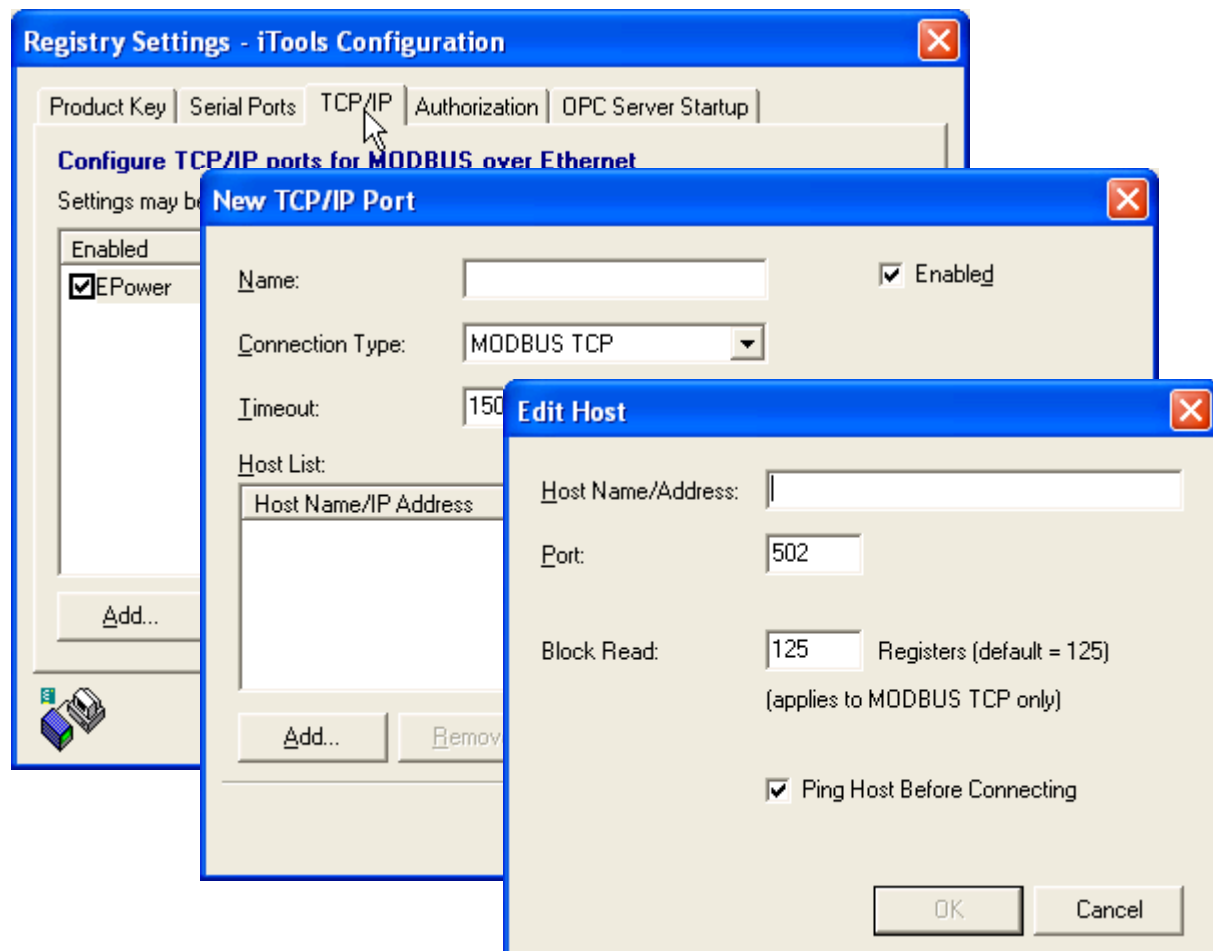 Registry Settings - iTools Configuration
Product Key Serial Ports TCP/IP Authorization OPC Server Startup
Configure TCP/IP ports for MODBUS over Ethernet
Settings may
Enabled
EPower
Add...
New TCP/IP Port
Name:
Enabled
Connection Type: MODBUS TCP
Timeout: 150
Host List:
Host Name/IP Address
Add...
Edit Host
Host Name/Address:
Port: 502
Block Read: 125 Registers (default = 125)
(applies to MODBUS TCP only)
Ping Host Before Connecting
OK Cancel